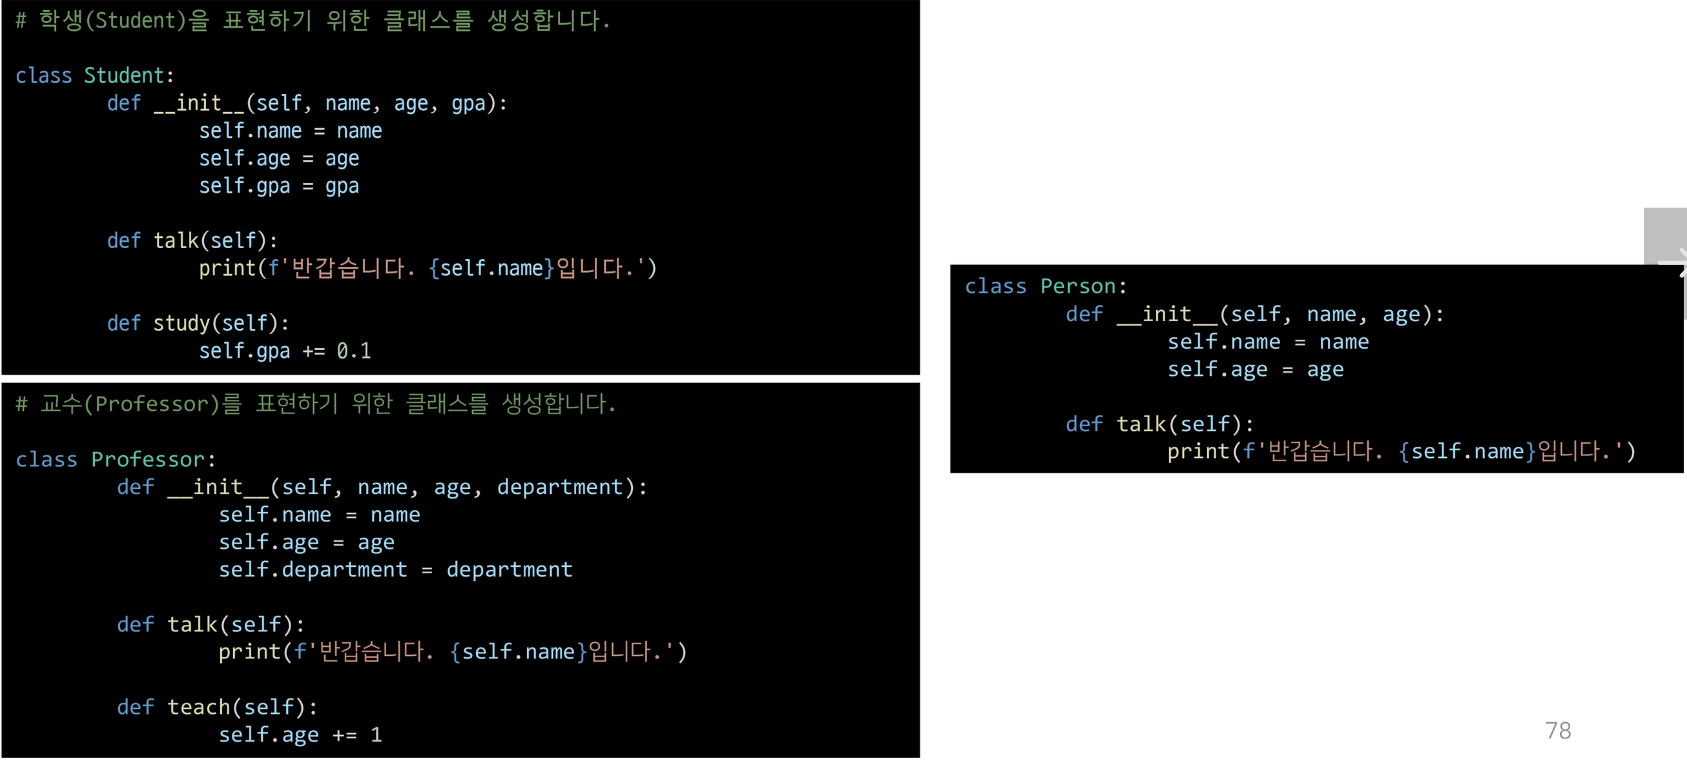 # 학생(Student)을 표현하기 위한 클래스를 생성합니다.
class Student:
def __init__(self, name, age, gpa):
self.name = name
self.age = age
self.gpa = gpa
def talk(self):
print(f'반갑습니다. {self.name}입니다.')
def study(self):
self.gpa += 0.1
# 교수(Professor)를 표현하기 위한 클래스를 생성합니다.
class Professor:
def __init__(self, name, age, department):
self.name = name
self.age = age
self.department = department
def talk(self):
print(f'반갑습니다. {self.name}입니다.')
def teach(self):
self.age += 1
class Person:
def __init__(self, name, age):
self.name = name
self.age = age
def talk(self):
print(f'반갑습니다. {self.name}입니다.')
78